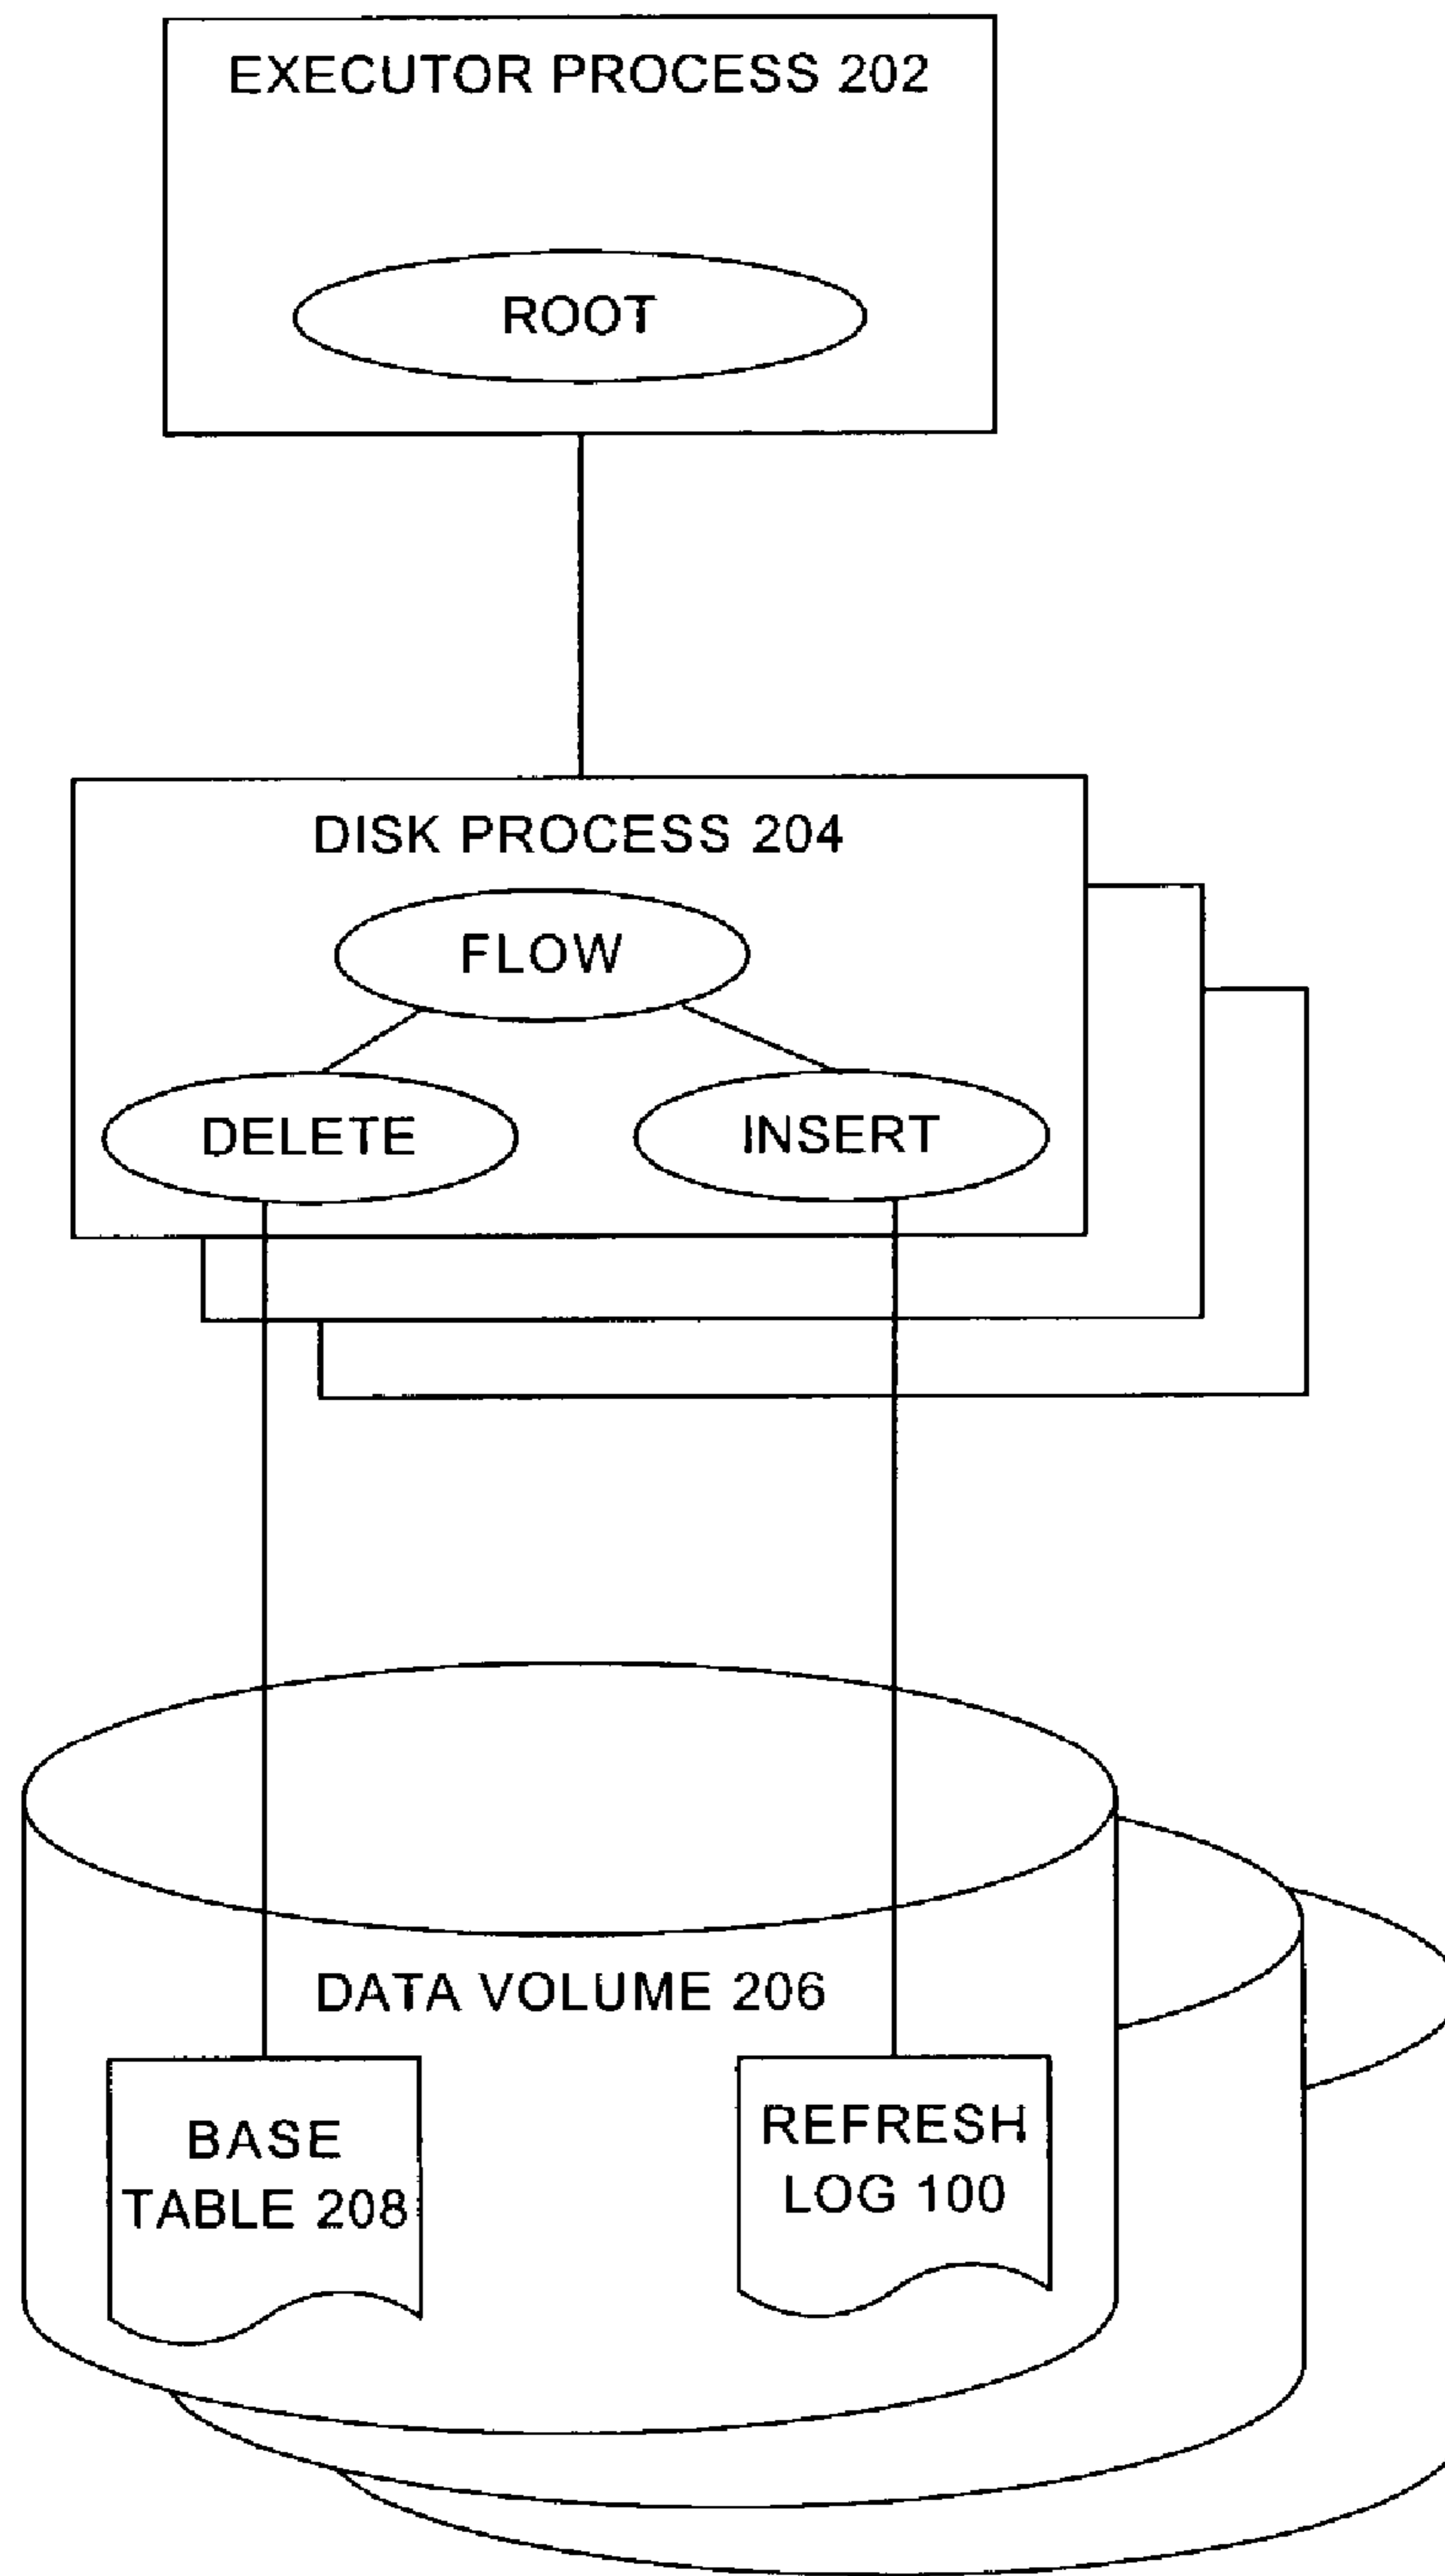 EXECUTOR PROCESS 202
ROOT
DISK PROCESS 204
FLOW
DELETE
INSERT
DATA VOLUME 206
BASE
TABLE 208
REFRESH
LOG 100